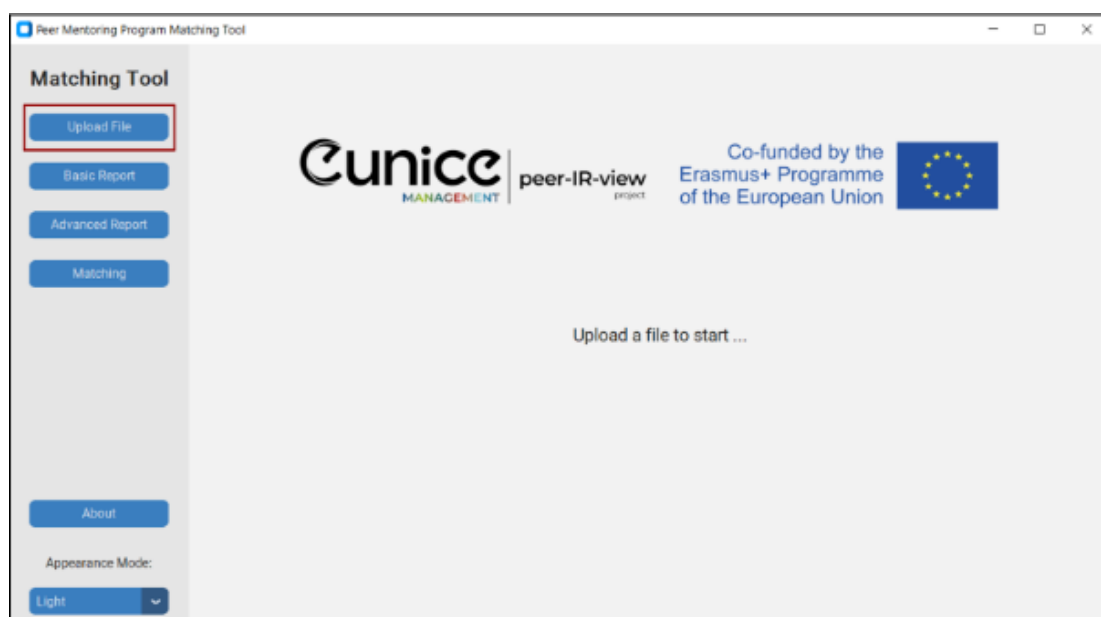 Peer Mentoring Program Matching Tool
Matching Tool
Upload File
Basic Report
Advanced Report
Matching
About
Appearance Mode:
Light
eunice
MANAGEMENT
peer-IR-view
project
Co-funded by the
Erasmus+ Programme
of the European Union
Upload a file to start ...